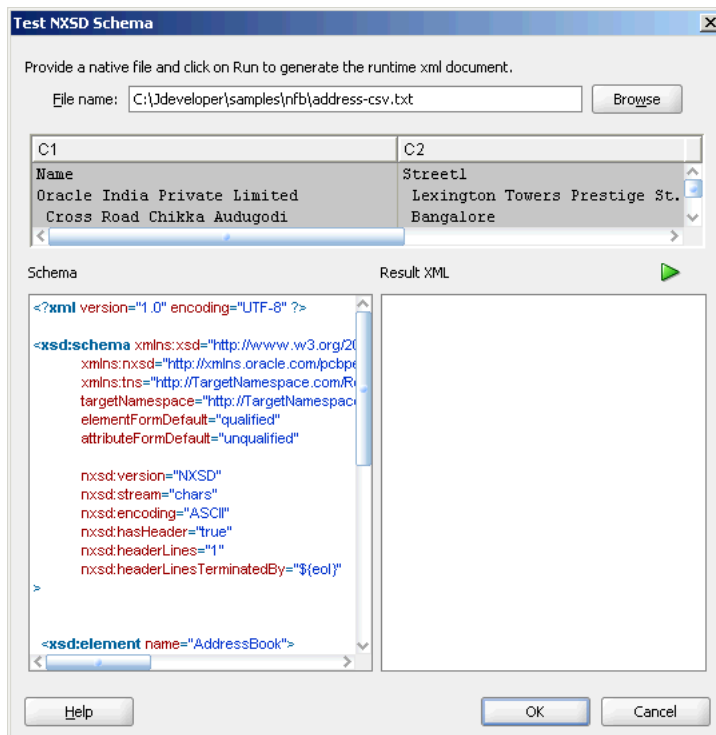 Test NXSD Schema
Provide a native file and click on Run to generate the runtime xml document.
File name: C:\Jdeveloper\samples\nfb\address-csv.txt Browse
C1 C2
Name Street1
Oracle India Private Limited Lexington Towers Prestige St.
Cross Road Chikka Audugodi Bangalore
Schema Result XML
<?xml version="1.0" encoding="UTF-8" ?>
<xsd:schema xmlns:xsd="http://www.w3.org/20
xmlns:nxsd="http://xmlns.oracle.com/pcbpe
xmlns:tns="http://TargetNamespace.com/Re
targetNamespace="http://TargetNamespac
elementFormDefault="qualified"
attributeFormDefault="unqualified"
nxsd:version="NXSD"
nxsd:stream="chars"
nxsd:encoding="ASCII"
nxsd:hasHeader="true"
nxsd:headerLines="1"
nxsd:headerLinesTerminatedBy="${eol}"
>
<xsd:element name="AddressBook">
Help OK Cancel